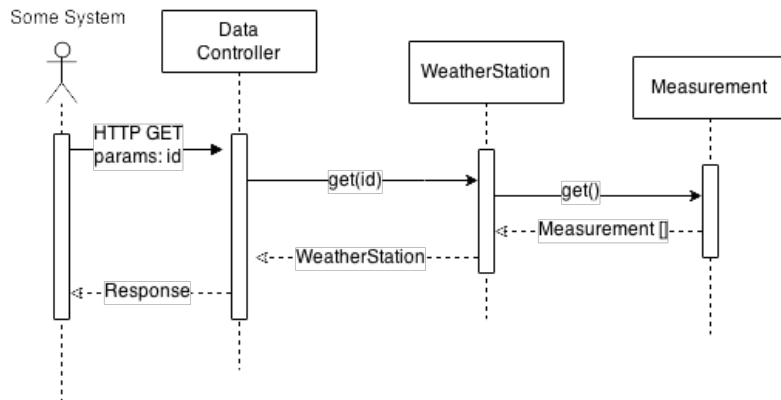 Some System
Data
Controller
WeatherStation
Measurement
HTTP GET
params: id
get(id)
get()
Measurement []
WeatherStation
Response